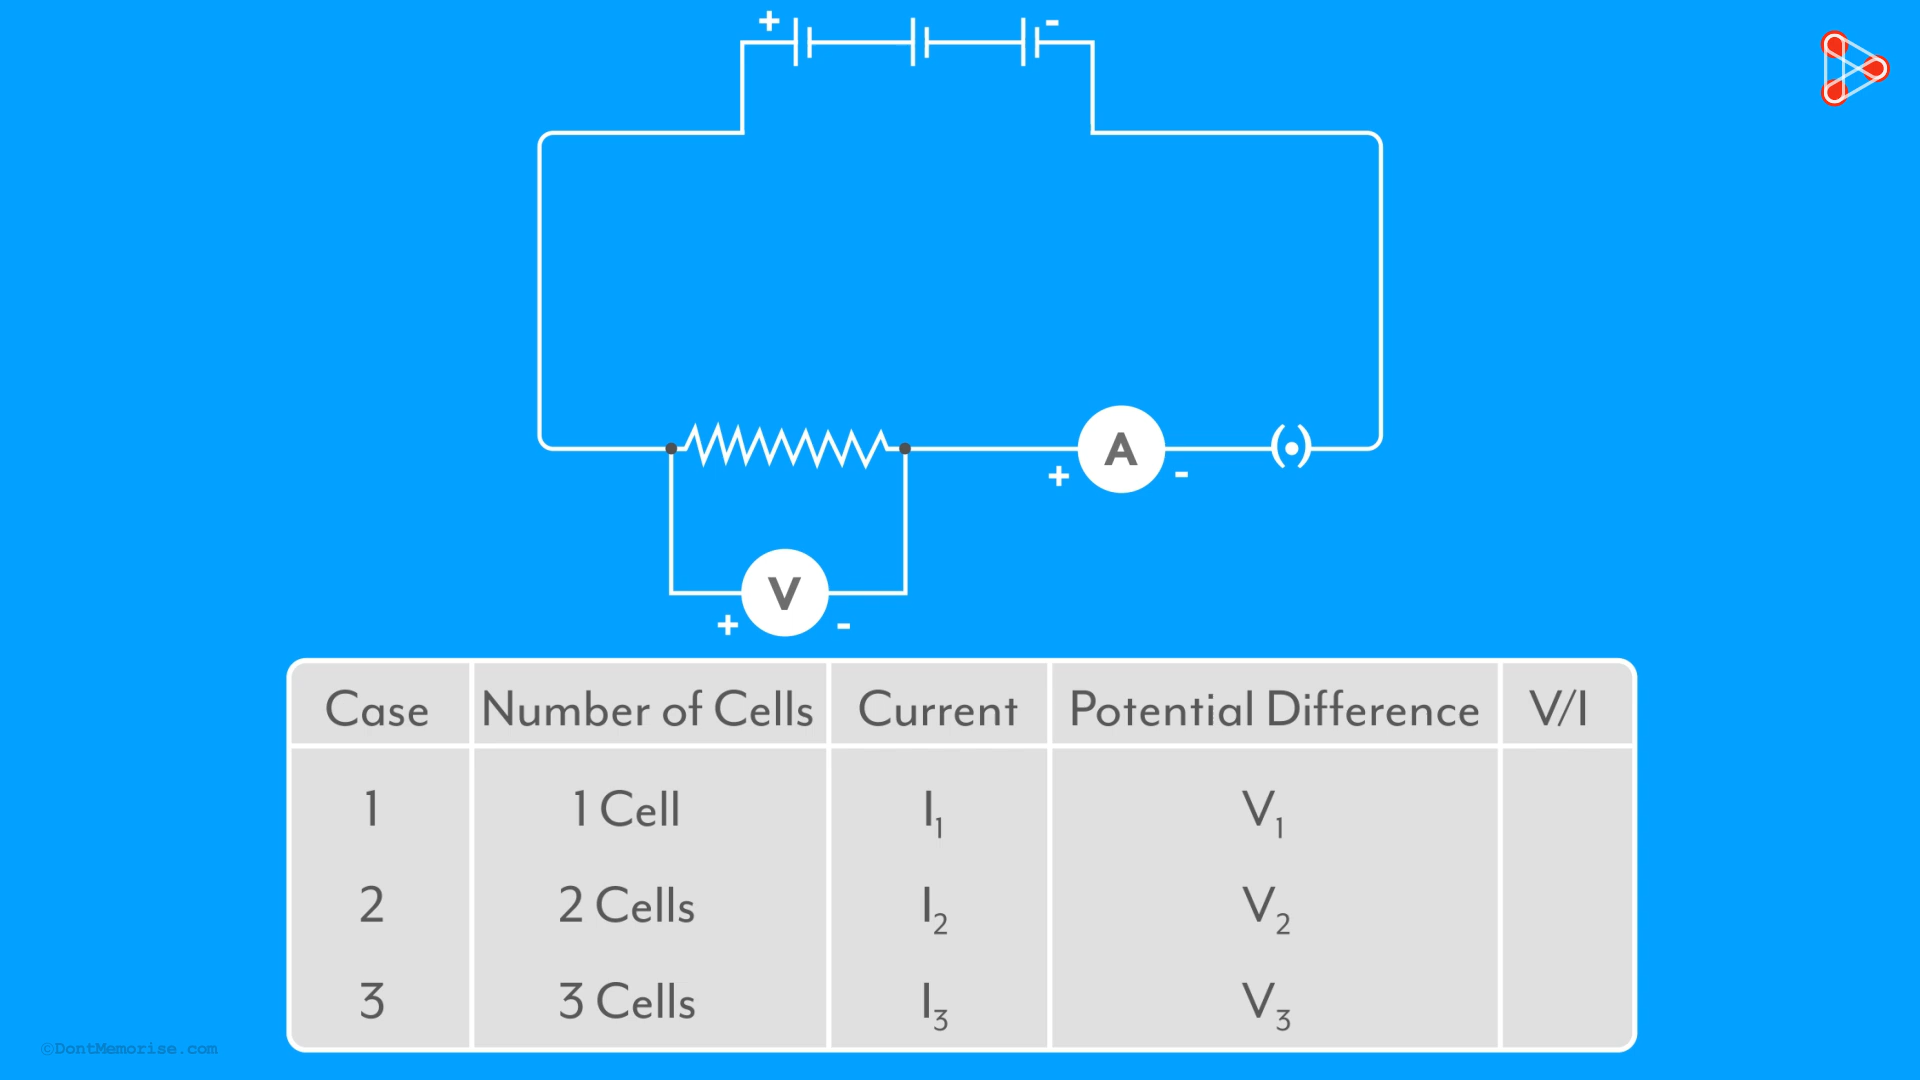 + -
A
+ -
V
+ -
Case Number of Cells Current Potential Difference V/I
1 1 Cell I₁ V₁
2 2 Cells I₂ V₂
3 3 Cells I₃ V₃
©DontMemorise.com